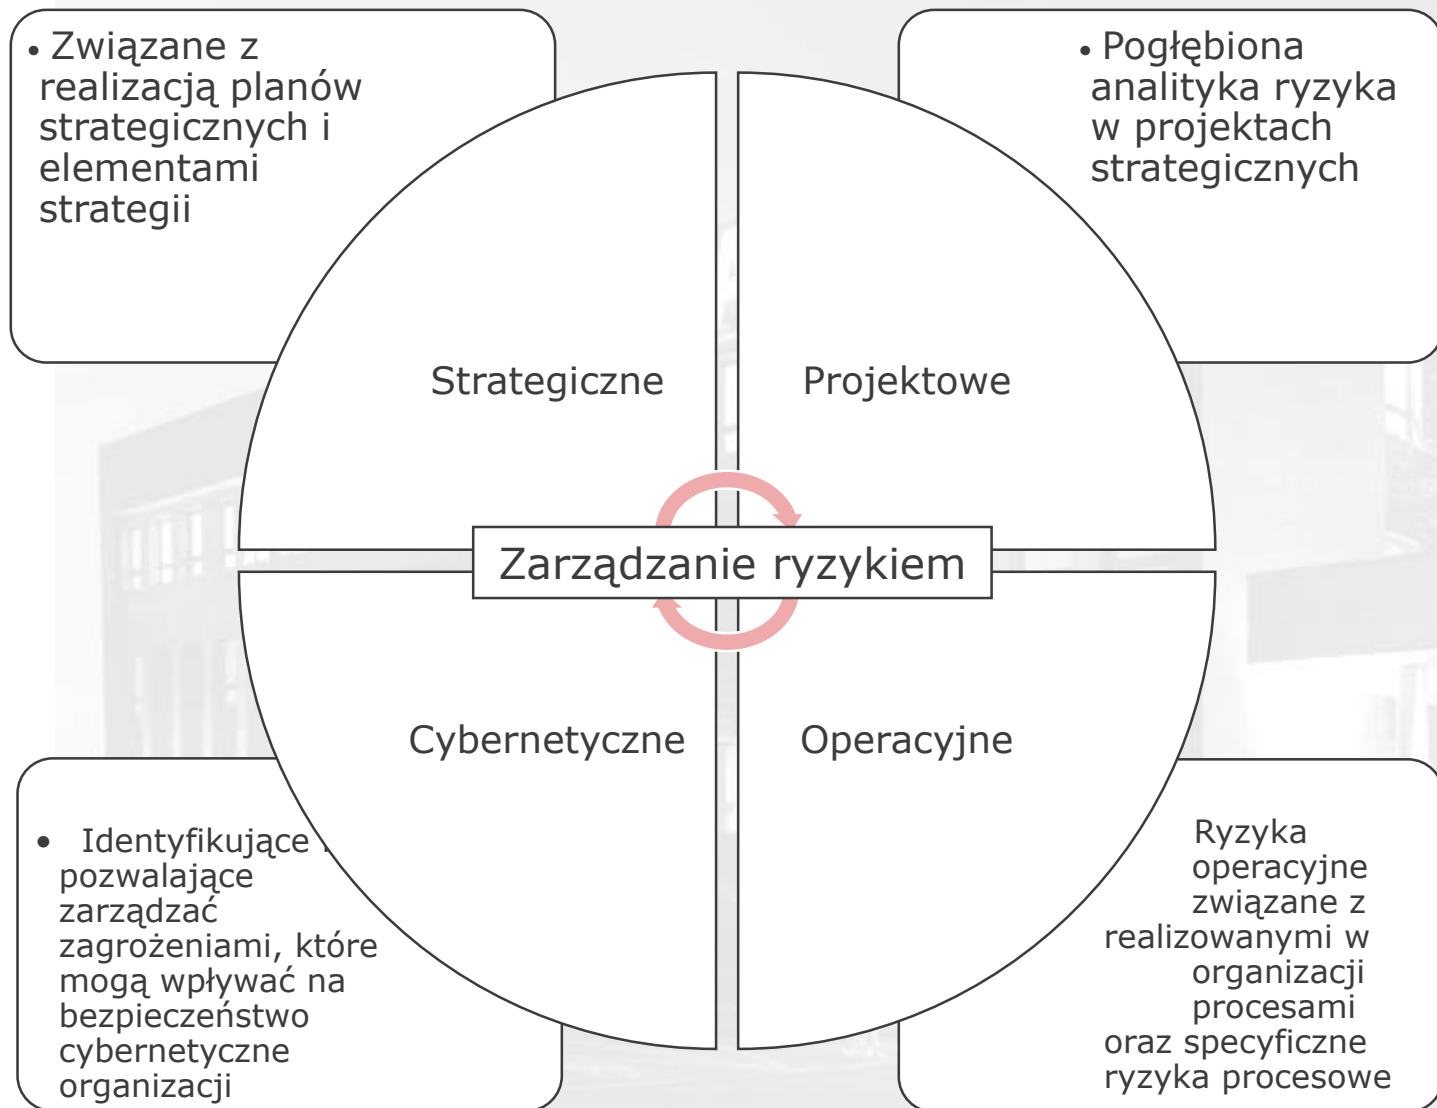 • Związane z
realizacją planów
strategicznych i
elementami
strategii
• Pogłębiona
analityka ryzyka
w projektach
strategicznych
Strategiczne
Projektowe
Zarządzanie ryzykiem
Cybernetyczne
Operacyjne
• Identyfikujące
pozwalające
zarządzać
zagrożeniami, które
mogą wpływać na
bezpieczeństwo
cybernetyczne
organizacji
Ryzyka
operacyjne
związane z
realizowanymi w
organizacji
procesami
oraz specyficzne
ryzyka procesowe